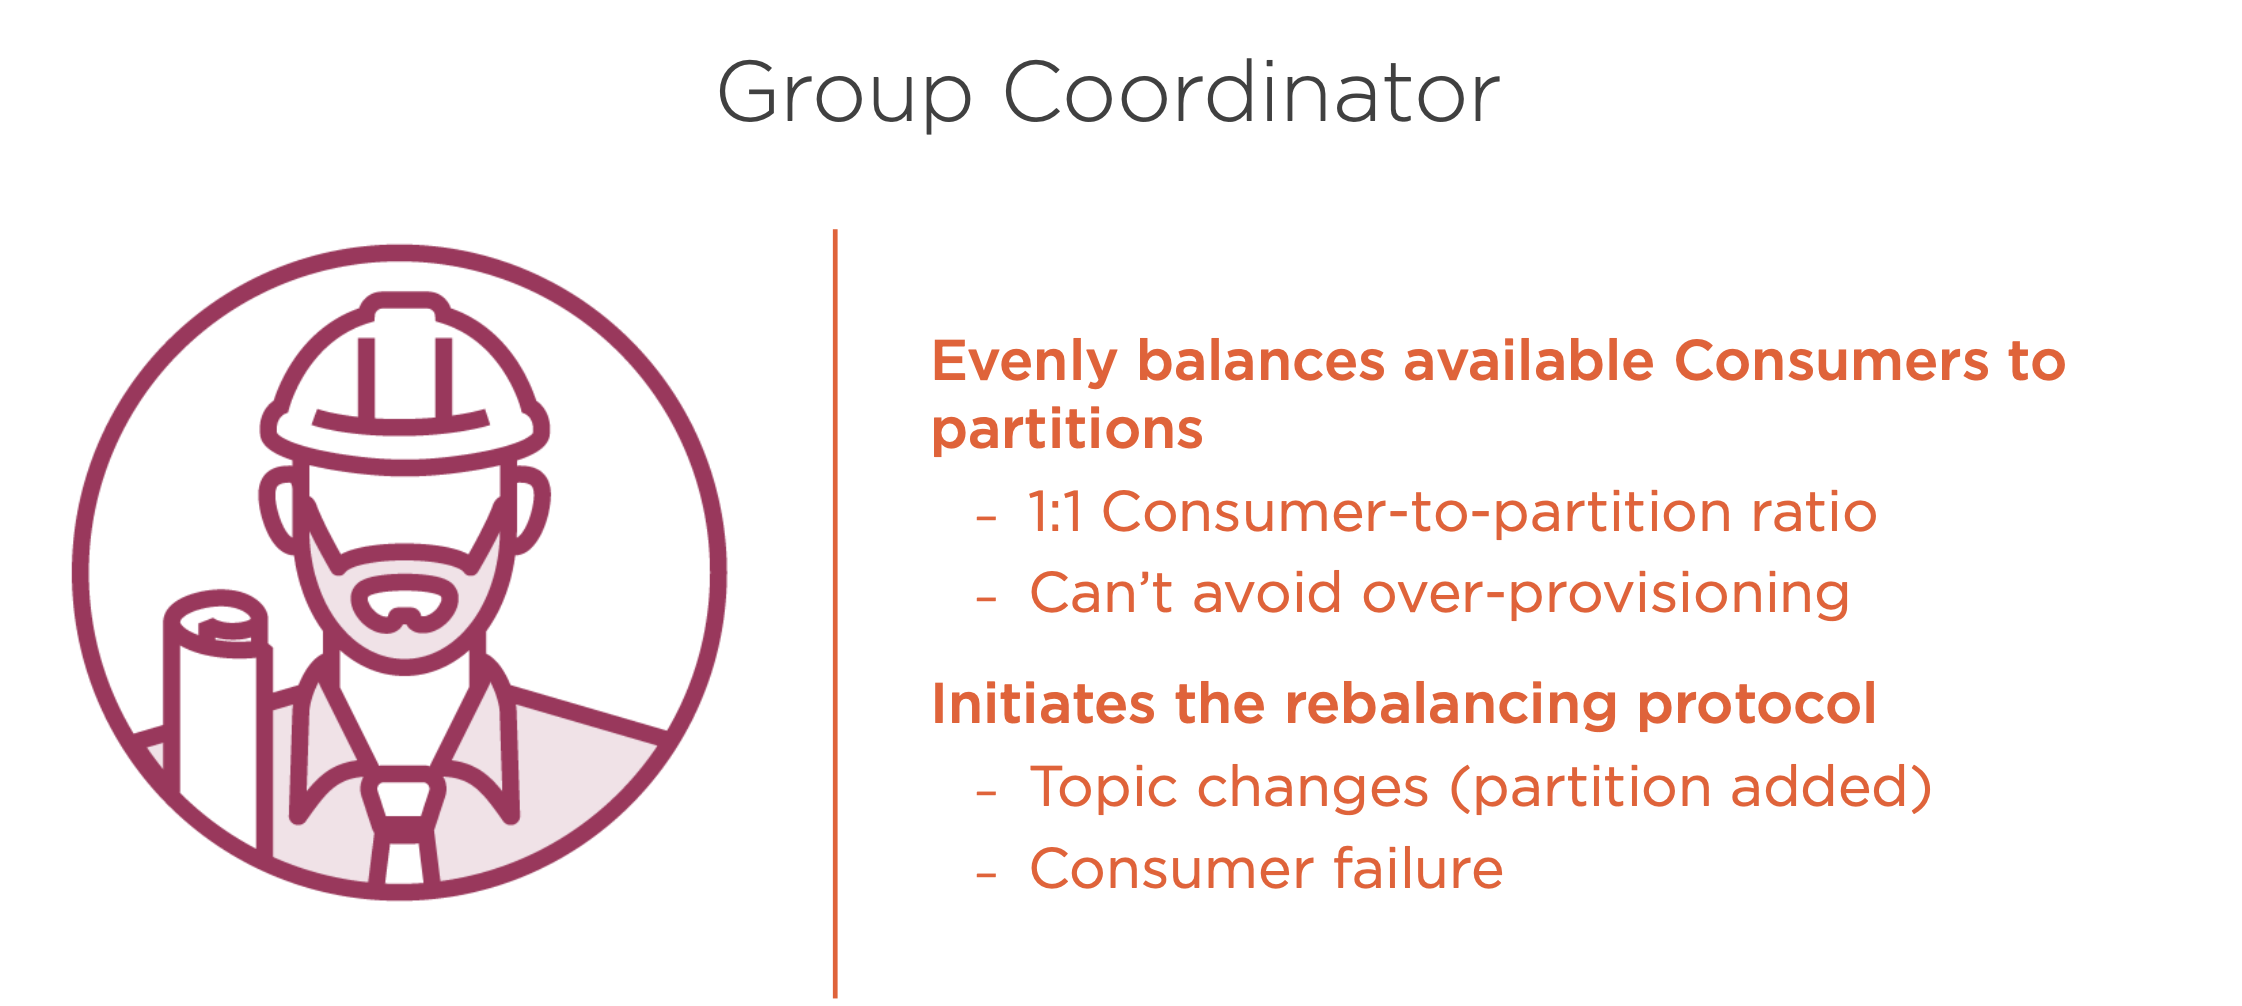 Group Coordinator
Evenly balances available Consumers to
partitions
- 1:1 Consumer-to-partition ratio
- Can’t avoid over-provisioning
Initiates the rebalancing protocol
- Topic changes (partition added)
- Consumer failure